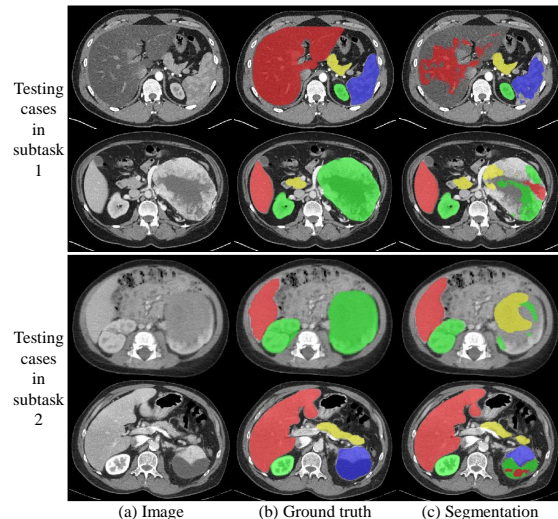 Testing
cases
in
subtask
1
Testing
cases
in
subtask
2
(a) Image
(b) Ground truth
(c) Segmentation